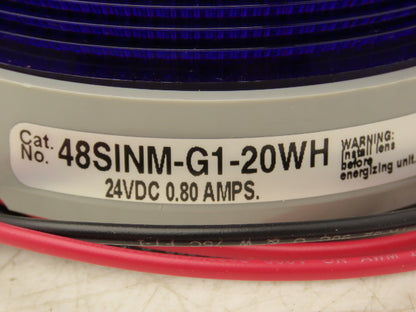 Cat. No. 48SINM-G1-20WH
24VDC 0.80 AMPS.
WARNING:
Install lens
before
energizing unit.